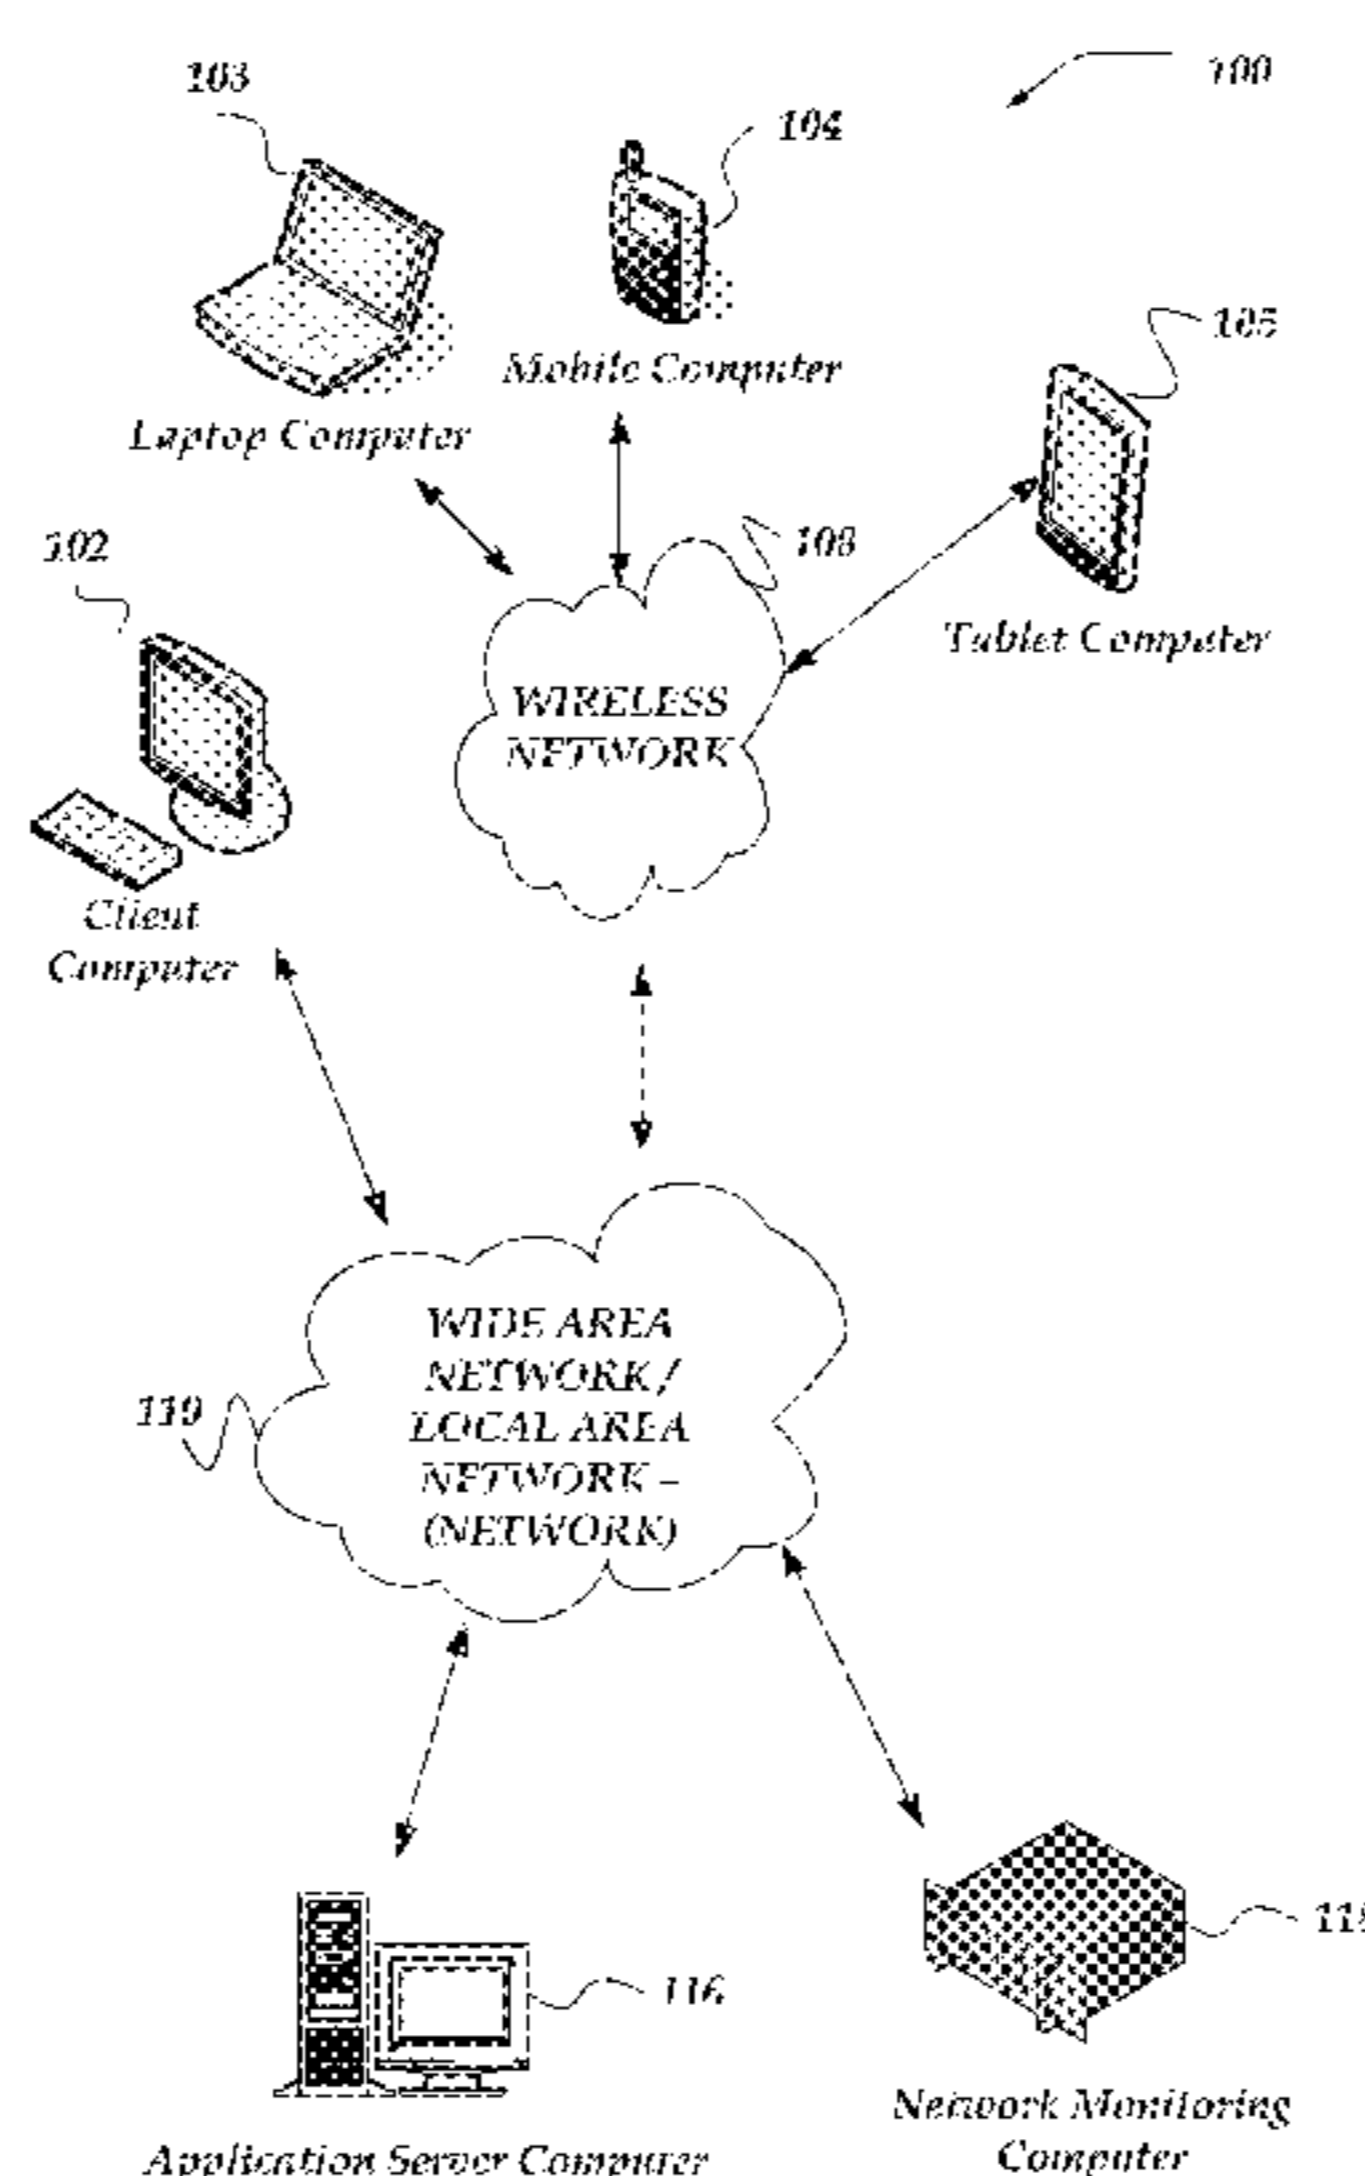 100
103
104
Mobile Computer
105
Laptop Computer
102
108
Tablet Computer
WIRELESS
NETWORK
Client
Computer
WIDE AREA
NETWORK /
110
LOCAL AREA
NETWORK –
(NETWORK)
116
Network Monitoring
Computer
Application Server Computer